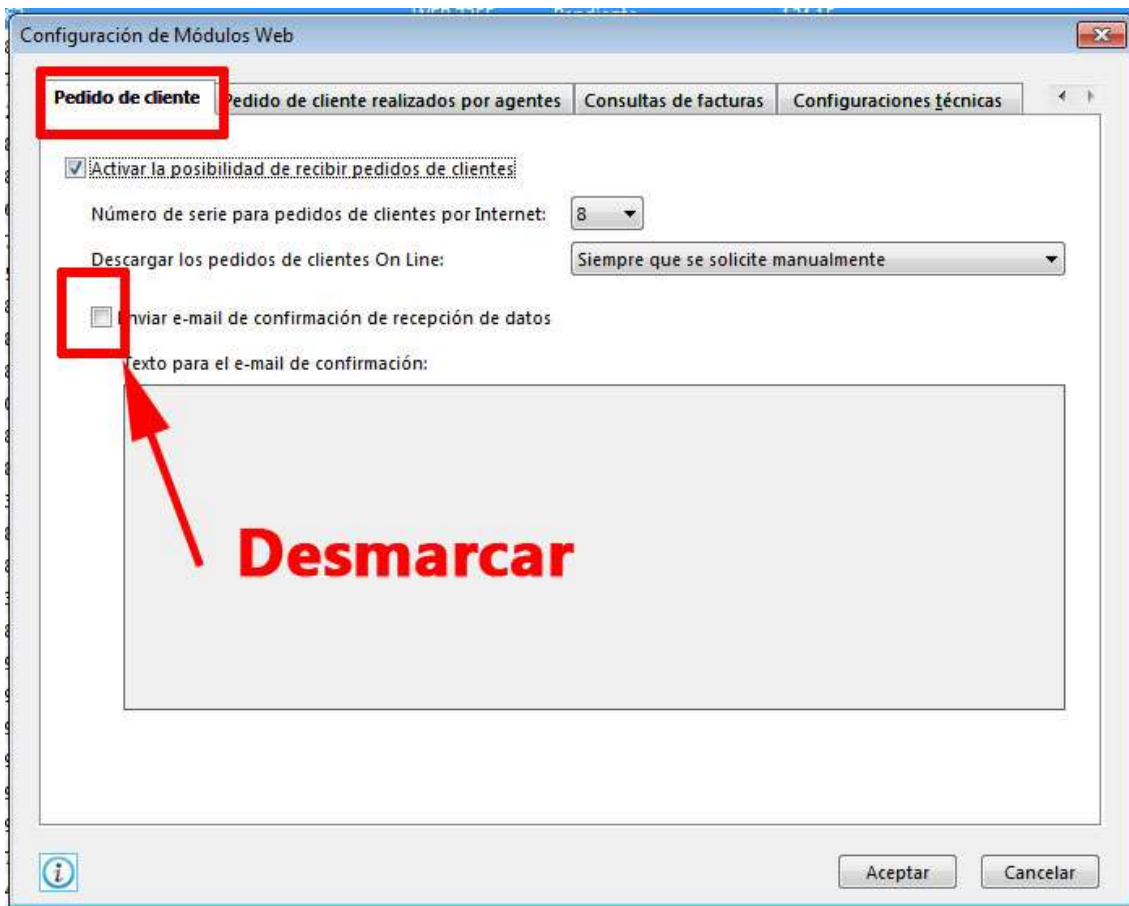 Configuración de Módulos Web
Pedido de cliente
Pedido de cliente realizados por agentes
Consultas de facturas
Configuraciones técnicas
Activar la posibilidad de recibir pedidos de clientes
Número de serie para pedidos de clientes por Internet: 8
Descargar los pedidos de clientes On Line: Siempre que se solicite manualmente
Enviar e-mail de confirmación de recepción de datos
Texto para el e-mail de confirmación:
Desmarcar
Aceptar Cancelar